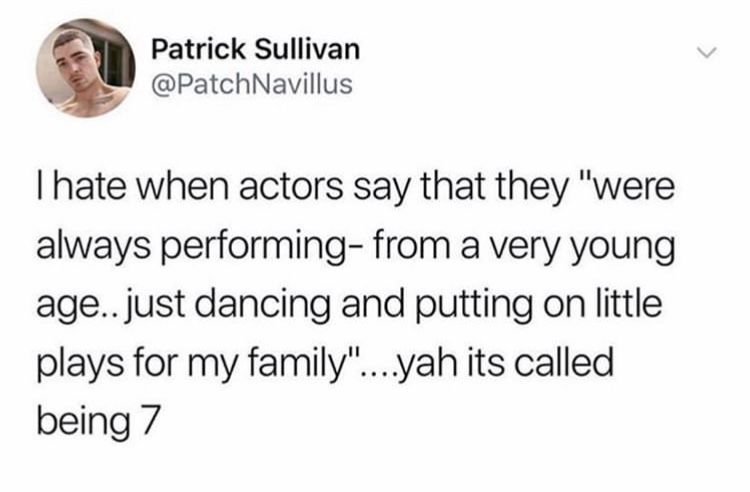 Patrick Sullivan
@PatchNavillus
I hate when actors say that they "were
always performing- from a very young
age.. just dancing and putting on little
plays for my family"....yah its called
being 7